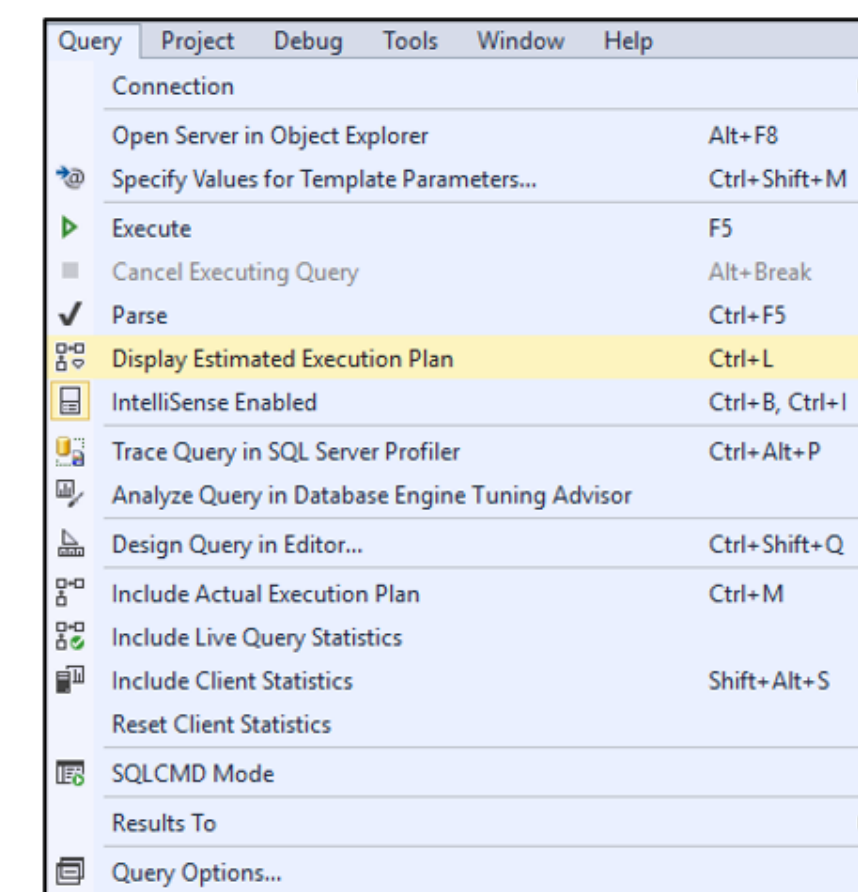 Query Project Debug Tools Window Help
Connection
Open Server in Object Explorer Alt+F8
Specify Values for Template Parameters... Ctrl+Shift+M
Execute F5
Cancel Executing Query Alt+Break
Parse Ctrl+F5
Display Estimated Execution Plan Ctrl+L
IntelliSense Enabled Ctrl+B, Ctrl+I
Trace Query in SQL Server Profiler Ctrl+Alt+P
Analyze Query in Database Engine Tuning Advisor
Design Query in Editor... Ctrl+Shift+Q
Include Actual Execution Plan Ctrl+M
Include Live Query Statistics
Include Client Statistics Shift+Alt+S
Reset Client Statistics
SQLCMD Mode
Results To
Query Options...